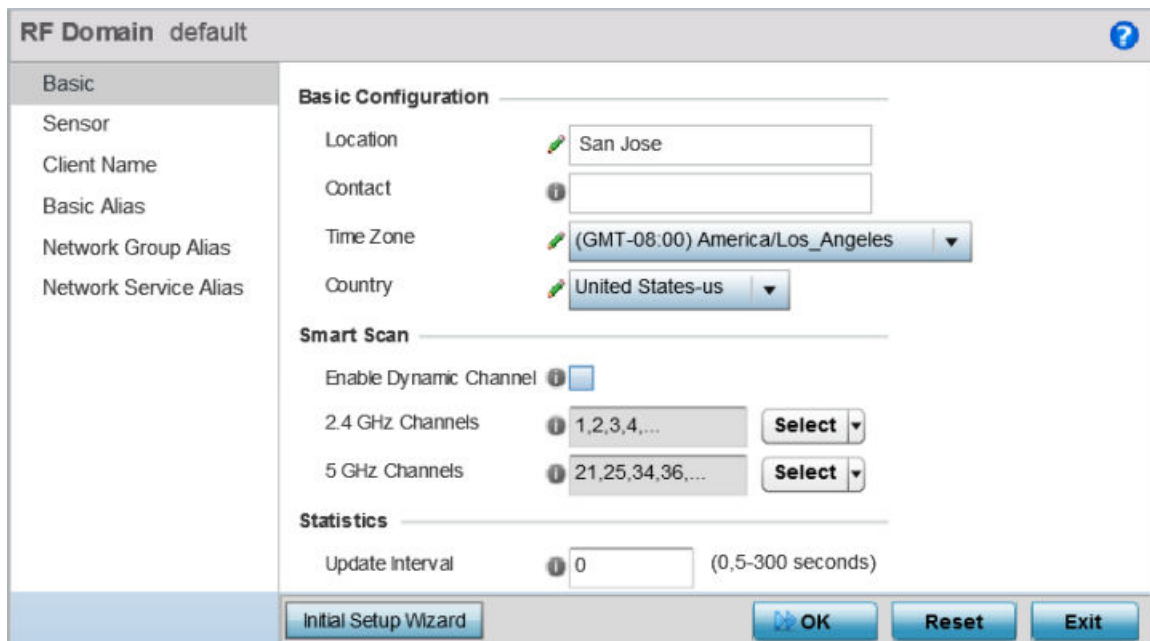 RF Domain default
?
Basic
Sensor
Client Name
Basic Alias
Network Group Alias
Network Service Alias
Basic Configuration
Location San Jose
Contact
Time Zone (GMT-08:00) America/Los_Angeles
Country United States-us
Smart Scan
Enable Dynamic Channel
2.4 GHz Channels 1,2,3,4,... Select
5 GHz Channels 21,25,34,36,... Select
Statistics
Update Interval 0 (0,5-300 seconds)
Initial Setup Wizard OK Reset Exit